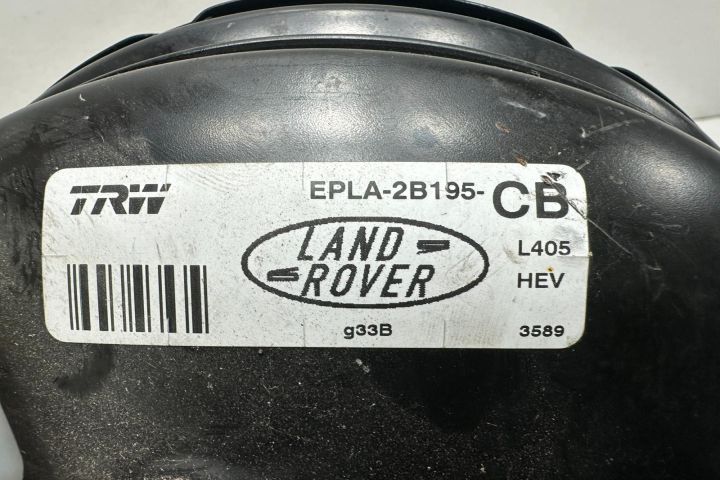 TRW
EPLA-2B195-CB
LAND
ROVER
L405
HEV
g33B
3589